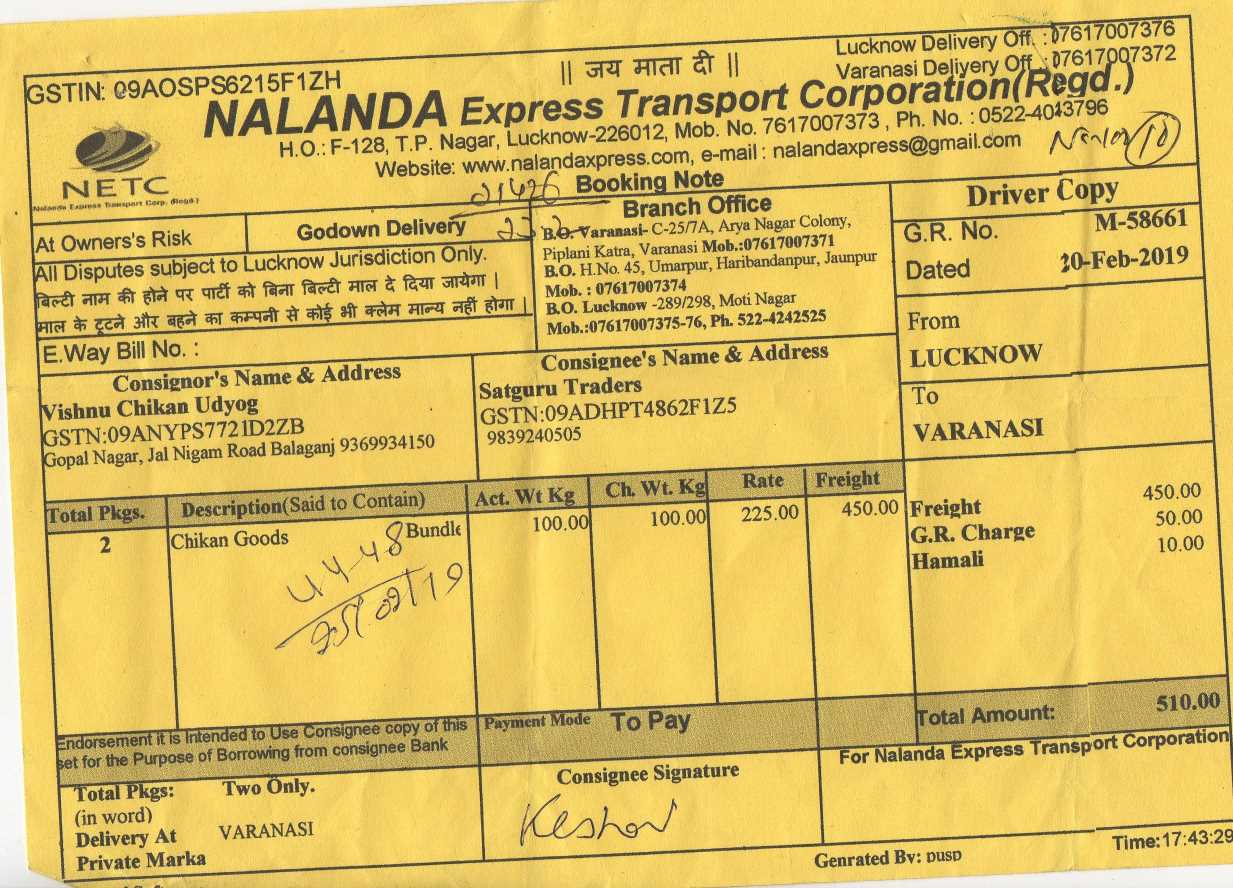 Lucknow Delivery Off. : 07617007376
GSTIN: 09AOSPS6215F1ZH
|| जय माता दी ||
Varanasi Delivery Off. : 07617007372
NALANDA Express Transport Corporation(Regd.)
H.O.: F-128, T.P. Nagar, Lucknow-226012, Mob. No. 7617007373 , Ph. No. : 0522-4043796
Website: www.nalandaxpress.com, e-mail : nalandaxpress@gmail.com
NETC
Nalanda Express Transport Corp. (Regd.)
21426
Booking Note
At Owners's Risk
Godown Delivery
All Disputes subject to Lucknow Jurisdiction Only.
बिल्टी नाम की होने पर पार्टी को बिना बिल्टी माल दे दिया जायेगा |
माल के टूटने और बहने का कम्पनी से कोई भी क्लेम मान्य नहीं होगा |
E.Way Bill No. :
Branch Office
B.O. Varanasi- C-25/7A, Arya Nagar Colony,
Piplani Katra, Varanasi Mob.:07617007371
B.O. H.No. 45, Umarpur, Haribandanpur, Jaunpur
Mob. : 07617007374
B.O. Lucknow -289/298, Moti Nagar
Mob.:07617007375-76, Ph. 522-4242525
Driver Copy
G.R. No. M-58661
Dated 20-Feb-2019
From
LUCKNOW
To
VARANASI
Consignor's Name & Address
Vishnu Chikan Udyog
GSTN:09ANYPS7721D2ZB
Gopal Nagar, Jal Nigam Road Balaganj 9369934150
Consignee's Name & Address
Satguru Traders
GSTN:09ADHPT4862F1Z5
9839240505
Total Pkgs. Description(Said to Contain) Act. Wt Kg Ch. Wt. Kg Rate Freight
2 Chikan Goods Bundle 100.00 100.00 225.00 450.00
44-48
25/02/19
Freight 450.00
G.R. Charge 50.00
Hamali 10.00
Endorsement it is Intended to Use Consignee copy of this
set for the Purpose of Borrowing from consignee Bank
Payment Mode To Pay
Total Amount: 510.00
Total Pkgs: Two Only.
(in word)
Delivery At VARANASI
Private Marka
Consignee Signature
Keshav
For Nalanda Express Transport Corporation
Genrated By: DUSD
Time:17:43:29